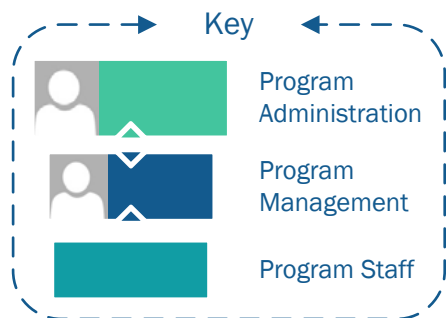 Key
Program
Administration
Program
Management
Program Staff